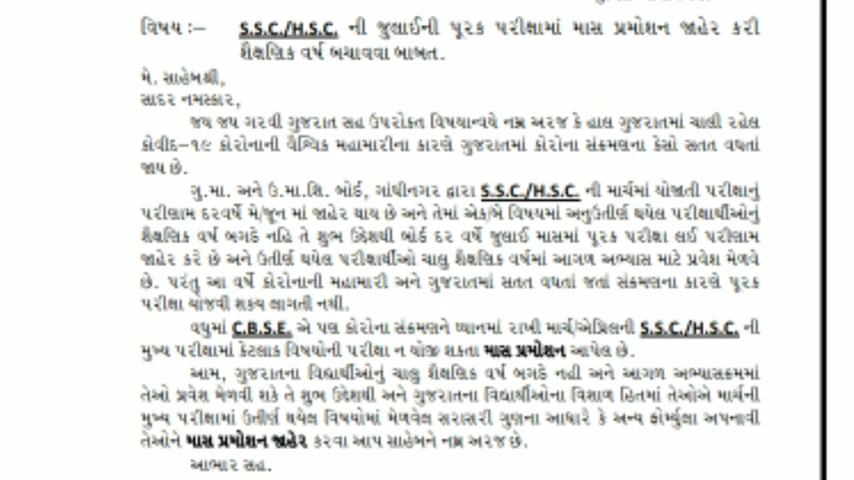 વિષય :– S.S.C./H.S.C. ની જુલાઈની પૂરક પરીક્ષામાં માસ પ્રમોશન જાહેર કરી
શૈક્ષણિક વર્ષ બચાવવા બાબત.
મે. સાહેબશ્રી,
સાદર નમસ્કાર,
જય જય ગરવી ગુજરાત સહ ઉપરોક્ત વિષયાન્વયે નમ્ર અરજ કે હાલ ગુજરાતમાં ચાલી રહેલ
કોવીદ–૧૯ કોરોનાની વૈશ્વિક મહામારીના કારણે ગુજરાતમાં કોરોના સંક્રમણના કેસો સતત વધતાં
જાય છે.
ગુ.મા. અને ઉ.મા.શિ. બોર્ડ, ગાંધીનગર દ્વારા S.S.C./H.S.C. ની માર્ચમાં યોજાતી પરીક્ષાનું
પરીણામ દરવર્ષે મે/જૂન માં જાહેર થાય છે અને તેમાં એક/બે વિષયમાં અનુઉતીર્ણ થયેલ પરીક્ષાર્થીઓનું
શૈક્ષણિક વર્ષ બગડે નહિ તે શુભ ઉદેશથી બોર્ડ દર વર્ષે જુલાઈ માસમાં પૂરક પરીક્ષા લઈ પરીણામ
જાહેર કરે છે અને ઉતીર્ણ થયેલ પરીક્ષાર્થીઓ ચાલુ શૈક્ષણિક વર્ષમાં આગળ અભ્યાસ માટે પ્રવેશ મેળવે
છે. પરંતુ આ વર્ષે કોરોનાની મહામારી અને ગુજરાતમાં સતત વધતાં જતાં સંક્રમણના કારણે પૂરક
પરીક્ષા યોજવી શક્ય લાગતી નથી.
વધુમાં C.B.S.E. એ પણ કોરોના સંક્રમણને ધ્યાનમાં રાખી માર્ચ/એપ્રિલની S.S.C./H.S.C. ની
મુખ્ય પરીક્ષામાં કેટલાક વિષયોની પરીક્ષા ન યોજી શકતા માસ પ્રમોશન આપેલ છે.
આમ, ગુજરાતના વિદ્યાર્થીઓનું ચાલુ શૈક્ષણિક વર્ષ બગડે નહી અને આગળ અભ્યાસક્રમમાં
તેઓ પ્રવેશ મેળવી શકે તે શુભ ઉદેશથી અને ગુજરાતના વિદ્યાર્થીઓના વિશાળ હિતમાં તેઓએ માર્ચની
મુખ્ય પરીક્ષામાં ઉતીર્ણ થયેલ વિષયોમાં મેળવેલ સરાસરી ગુણના આધારે કે અન્ય ફોર્મ્યુલા અપનાવી
તેઓને માસ પ્રમોશન જાહેર કરવા આપ સાહેબને નમ્ર અરજ છે.
આભાર સહ.